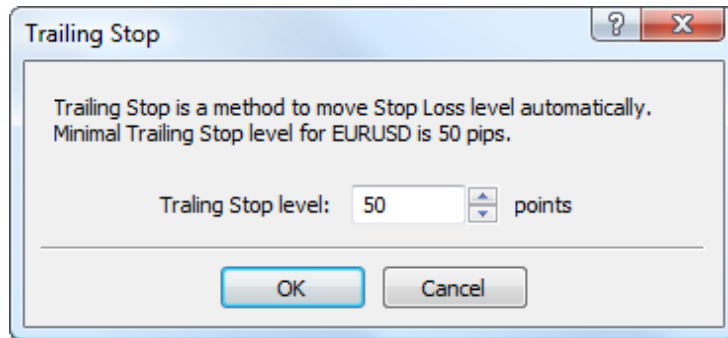 Trailing Stop
Trailing Stop is a method to move Stop Loss level automatically.
Minimal Trailing Stop level for EURUSD is 50 pips.
Traling Stop level: 50 points
OK Cancel